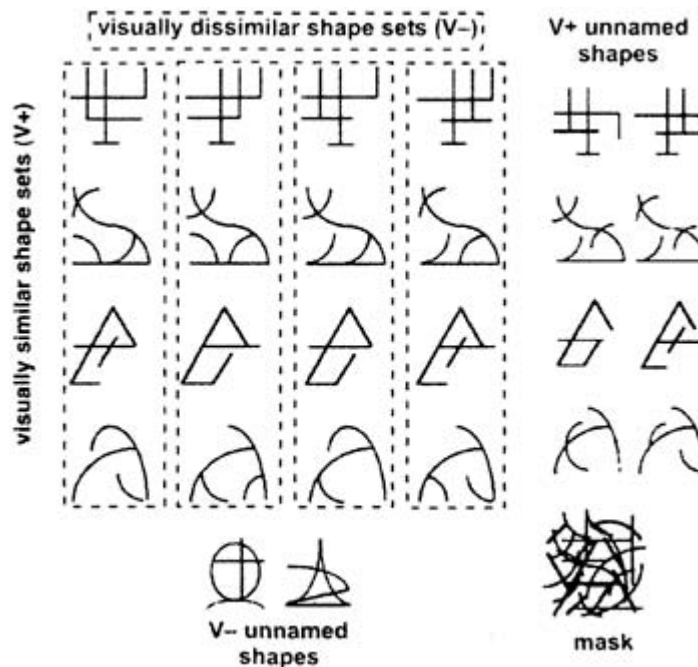 visually dissimilar shape sets (V–)
V+ unnamed
shapes
visually similar shape sets (V+)
V-- unnamed
shapes
mask